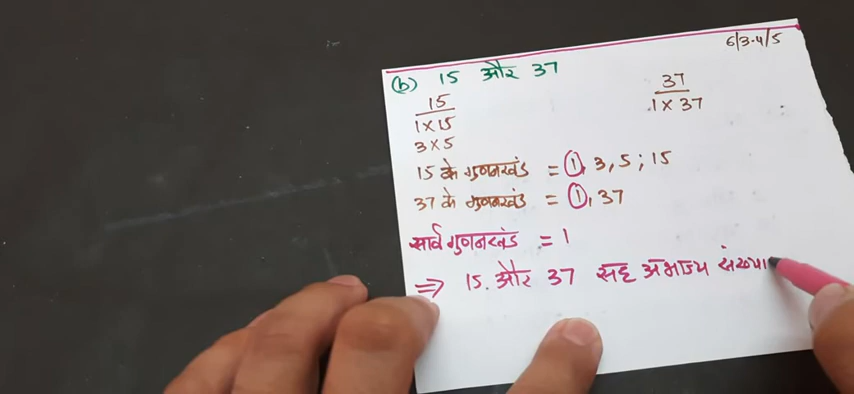 6/3.4/5
(b) 15 और 37
15 37
1 × 15 1 × 37
3 × 5
15 के गुणनखंड = 1, 3, 5, 15
37 के गुणनखंड = 1, 37
सार्व गुणनखंड = 1
⇒ 15. और 37 सह अभाज्य संख्या